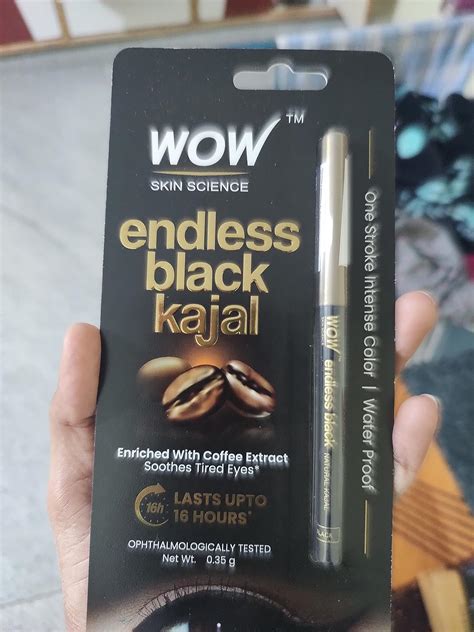 WOW™
SKIN SCIENCE
endless
black
kajal
Enriched With Coffee Extract
Soothes Tired Eyes*
16h
LASTS UPTO
16 HOURS*
OPHTHALMOLOGICALLY TESTED
Net Wt. 0.35 g
WOW
endless black
NATURAL KAJAL
One Stroke Intense Color | Water Proof